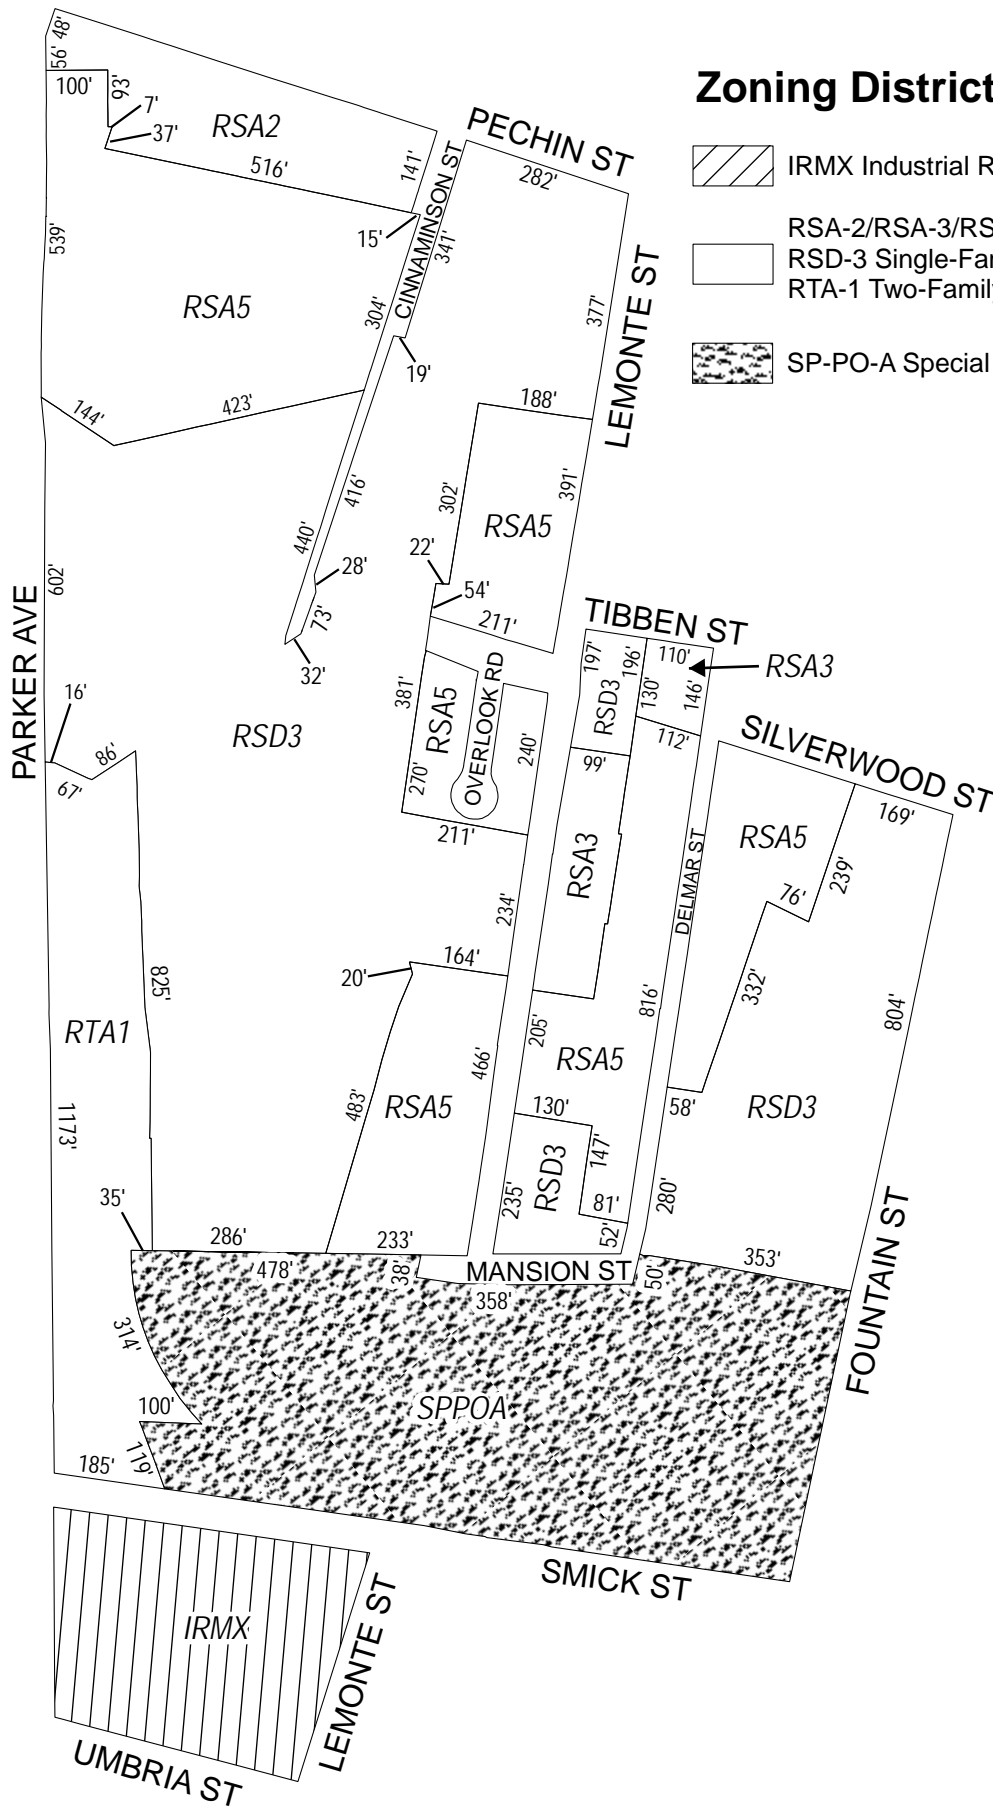 48'
56'
100'
93'
7'
37'
RSA2
516'
141'
15'
PECHIN ST
282'
CINNAMINSON ST
341'
539'
RSA5
304'
19'
377'
LEMONTE ST
144'
423'
188'
Zoning District
IRMX Industrial R
RSA-2/RSA-3/RS
RSD-3 Single-Fam
RTA-1 Two-Family
SP-PO-A Special
416'
440'
302'
RSA5
391'
22'
54'
211'
28'
73'
32'
602'
PARKER AVE
16'
67'
86'
RSD3
381'
RSA5
270'
OVERLOOK RD
240'
211'
TIBBEN ST
197'
196'
RSD3
110'
130'
146'
RSA3
112'
99'
SILVERWOOD ST
169'
RSA5
239'
76'
RSA3
DELMAR ST
234'
164'
20'
332'
825'
816'
804'
RTA1
205'
RSA5
466'
483'
RSA5
58'
RSD3
130'
147'
RSD3
235'
81'
52'
280'
1173'
35'
286'
233'
478'
38'
MANSION ST
358'
50'
353'
FOUNTAIN ST
314'
100'
SPPOA
119'
185'
SMICK ST
IRMX
LEMONTE ST
UMBRIA ST